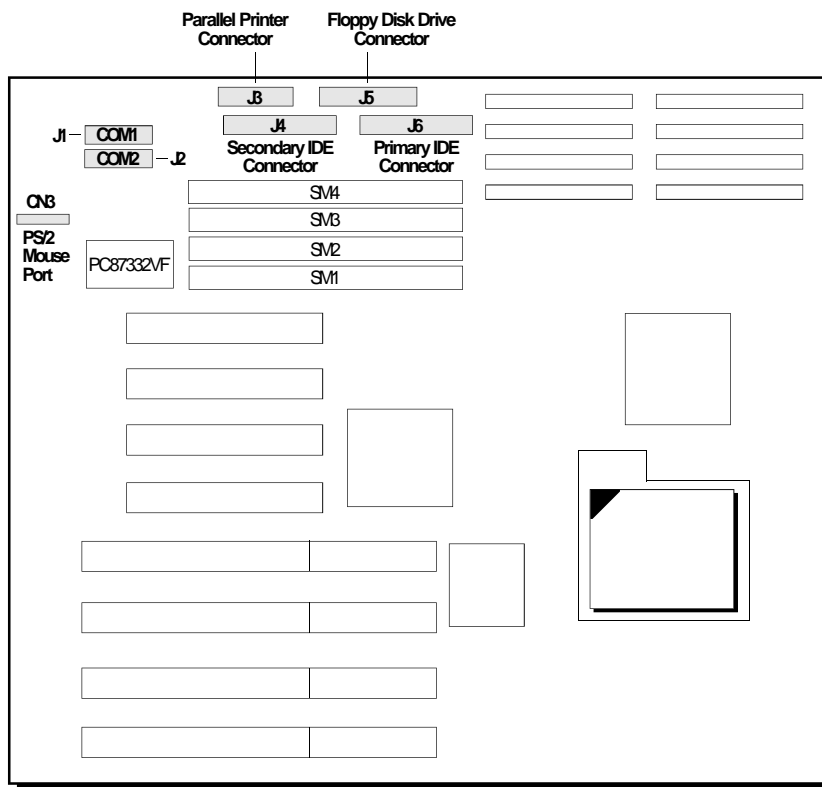 Parallel Printer
Connector
Floppy Disk Drive
Connector
J3
J5
J1
COM1
J4
J6
COM2
J2
Secondary IDE
Connector
Primary IDE
Connector
SM4
CN3
SM3
PS/2
Mouse
Port
PC87332VF
SM2
SM1